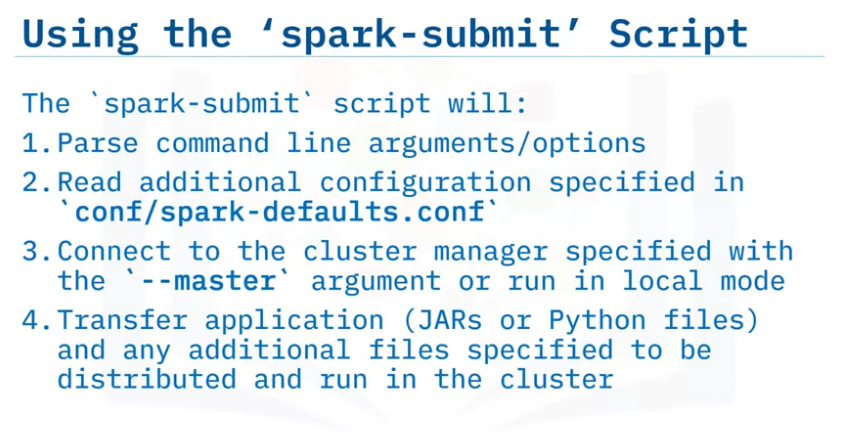 Using the ‘spark-submit’ Script
The `spark-submit` script will:
1. Parse command line arguments/options
2. Read additional configuration specified in
`conf/spark-defaults.conf`
3. Connect to the cluster manager specified with
the `--master` argument or run in local mode
4. Transfer application (JARs or Python files)
and any additional files specified to be
distributed and run in the cluster